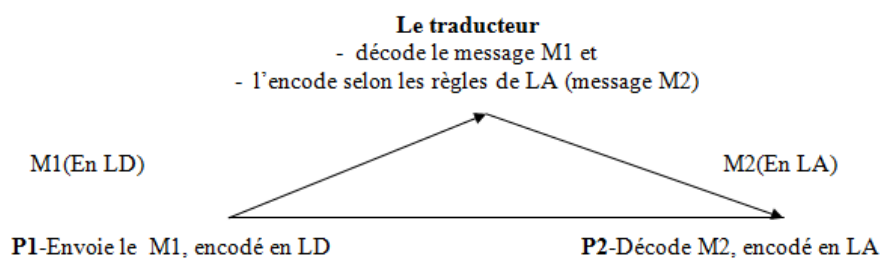 Le traducteur
- décode le message M1 et
- l’encode selon les règles de LA (message M2)
M1(En LD)
M2(En LA)
P1-Envoie le M1, encodé en LD
P2-Décode M2, encodé en LA